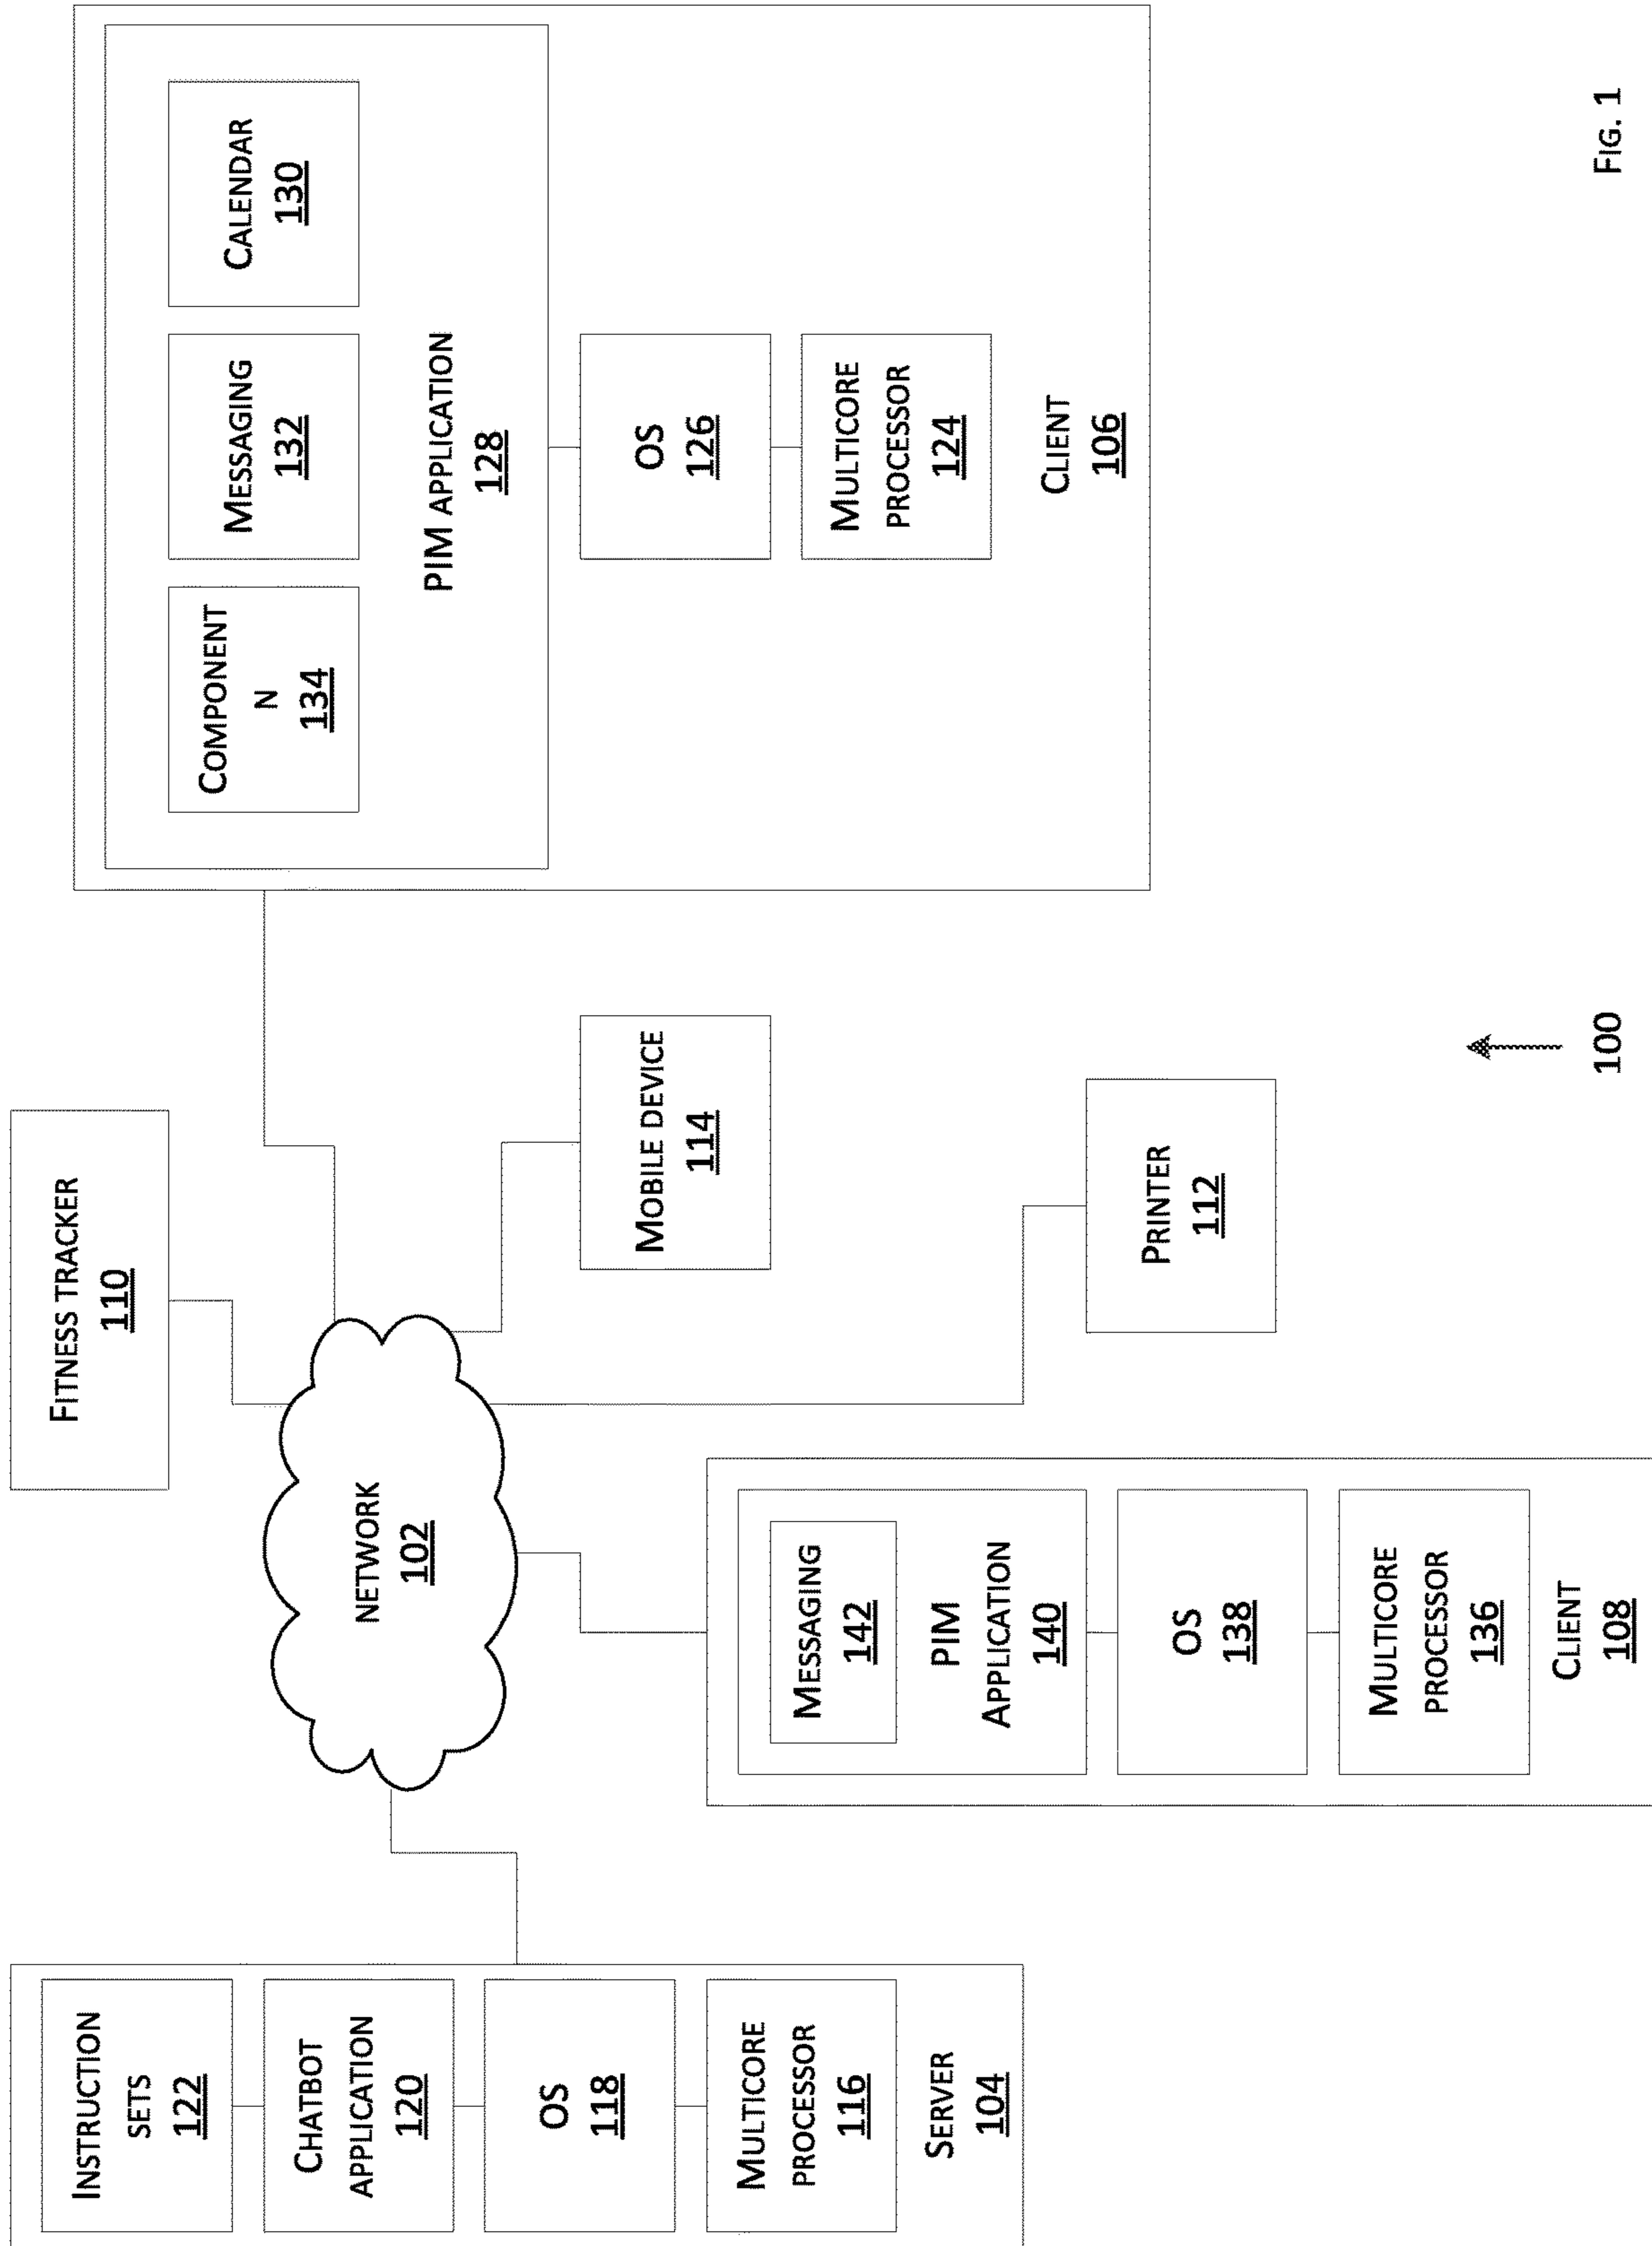 FITNESS TRACKER
110
INSTRUCTION
SETS
122
CHATBOT
APPLICATION
120
OS
118
MULTICORE
PROCESSOR
116
SERVER
104
NETWORK
102
MESSAGING
142
PIM
APPLICATION
140
OS
138
MULTICORE
PROCESSOR
136
CLIENT
108
MOBILE DEVICE
114
PRINTER
112
COMPONENT
N
134
MESSAGING
132
CALENDAR
130
PIM APPLICATION
128
OS
126
MULTICORE
PROCESSOR
124
CLIENT
106
100
FIG. 1